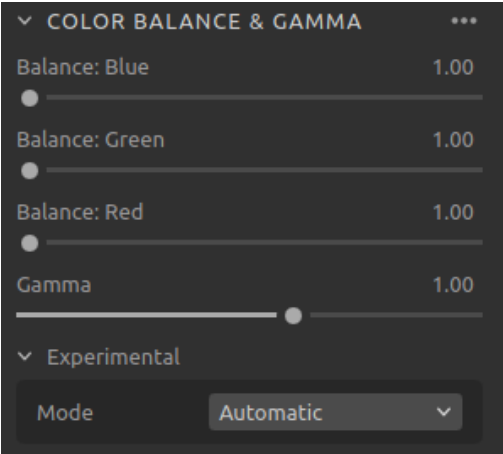 COLOR BALANCE & GAMMA
Balance: Blue 1.00
Balance: Green 1.00
Balance: Red 1.00
Gamma 1.00
Experimental
Mode Automatic